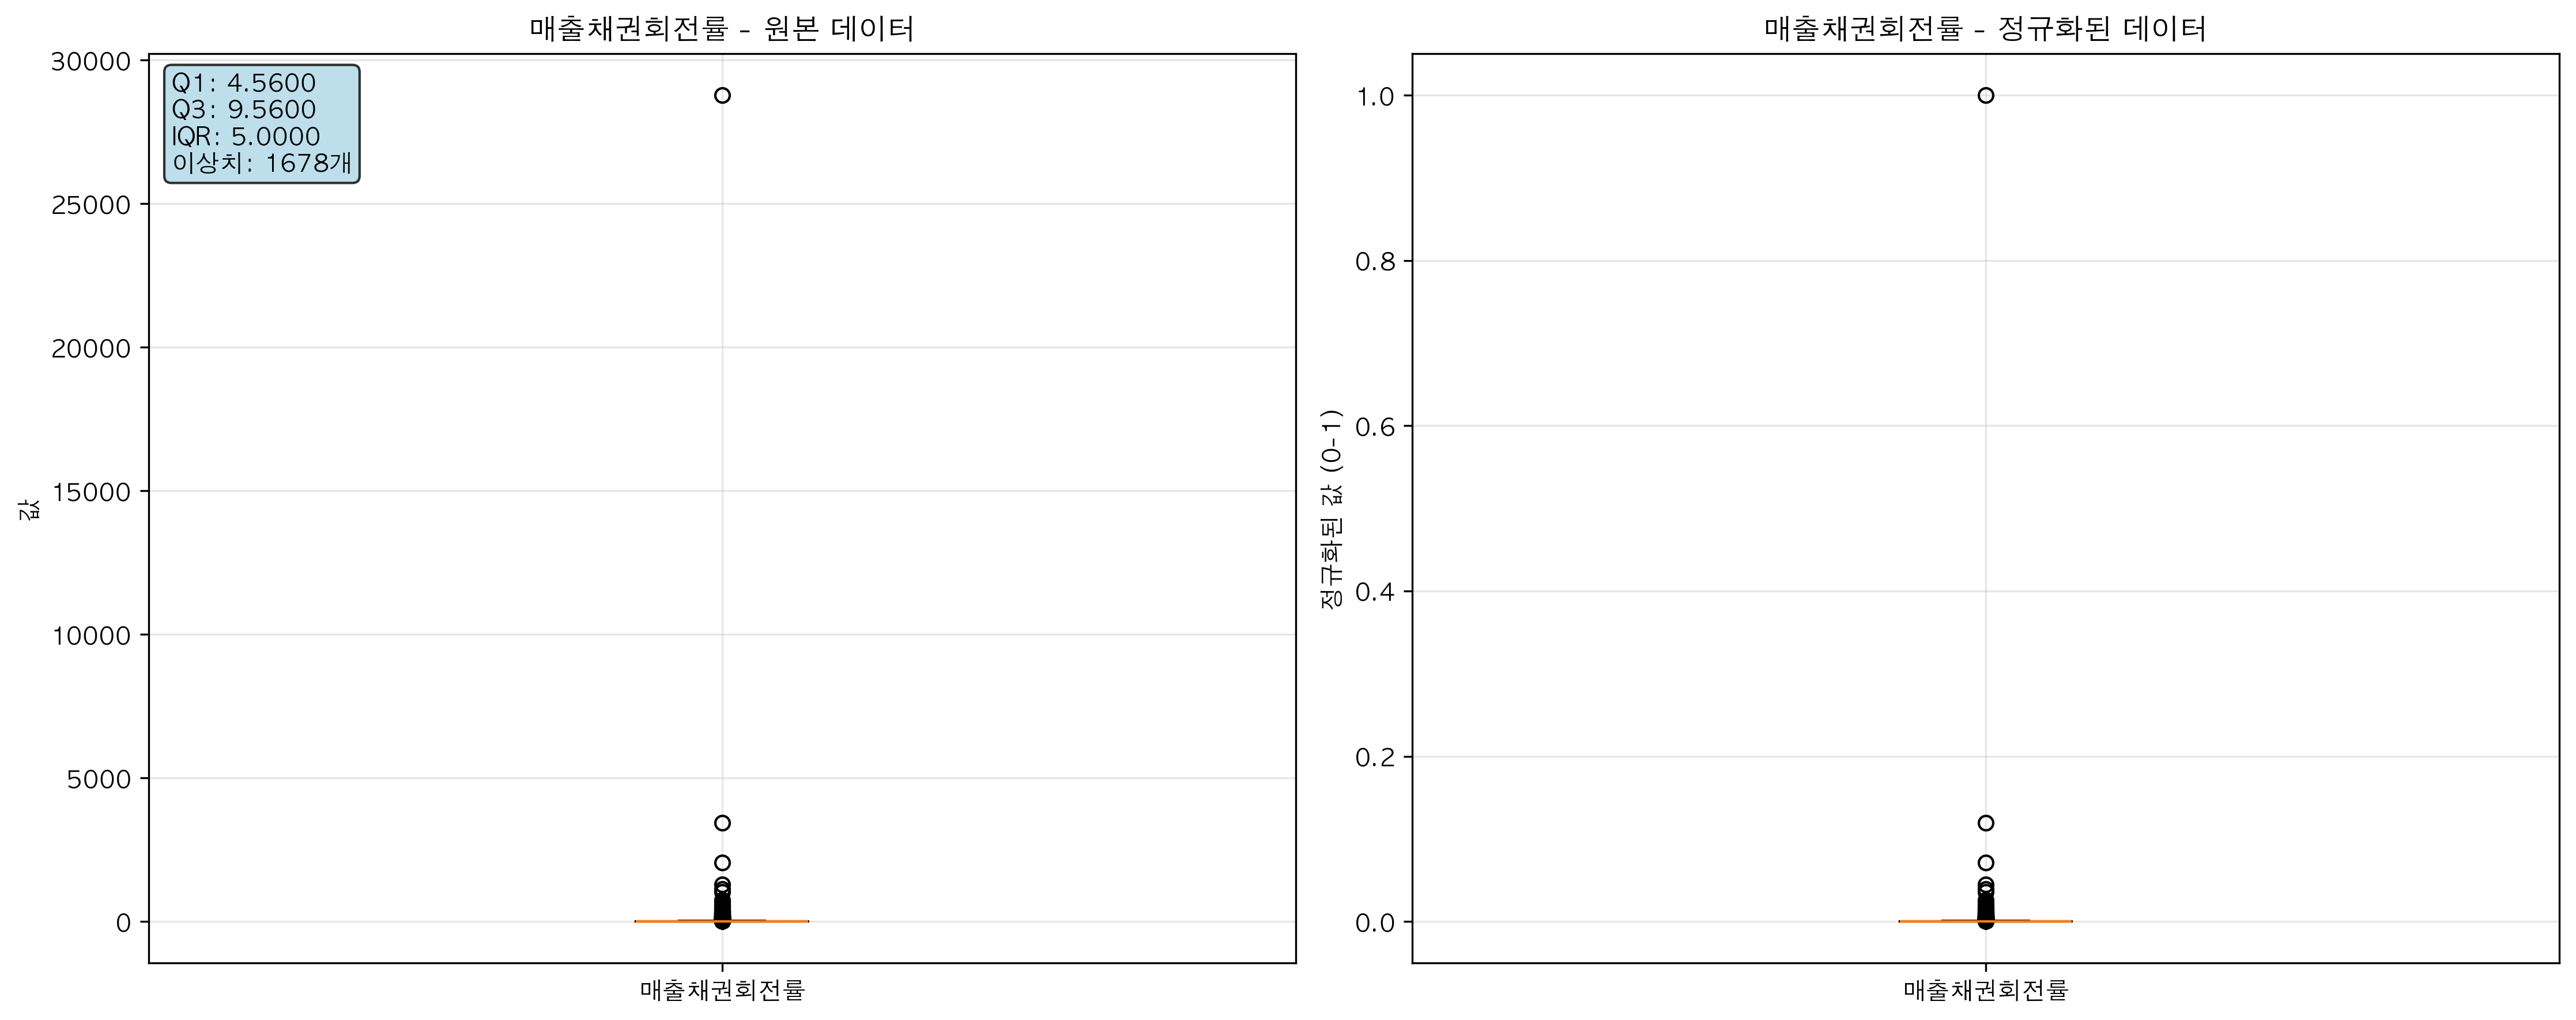 매출채권회전률 - 원본 데이터
30000
25000
20000
15000
10000
5000
0
값
Q1: 4.5600
Q3: 9.5600
IQR: 5.0000
이상치: 1678개
매출채권회전률
매출채권회전률 - 정규화된 데이터
1.0
0.8
0.6
0.4
0.2
0.0
정규화된 값 (0-1)
매출채권회전률